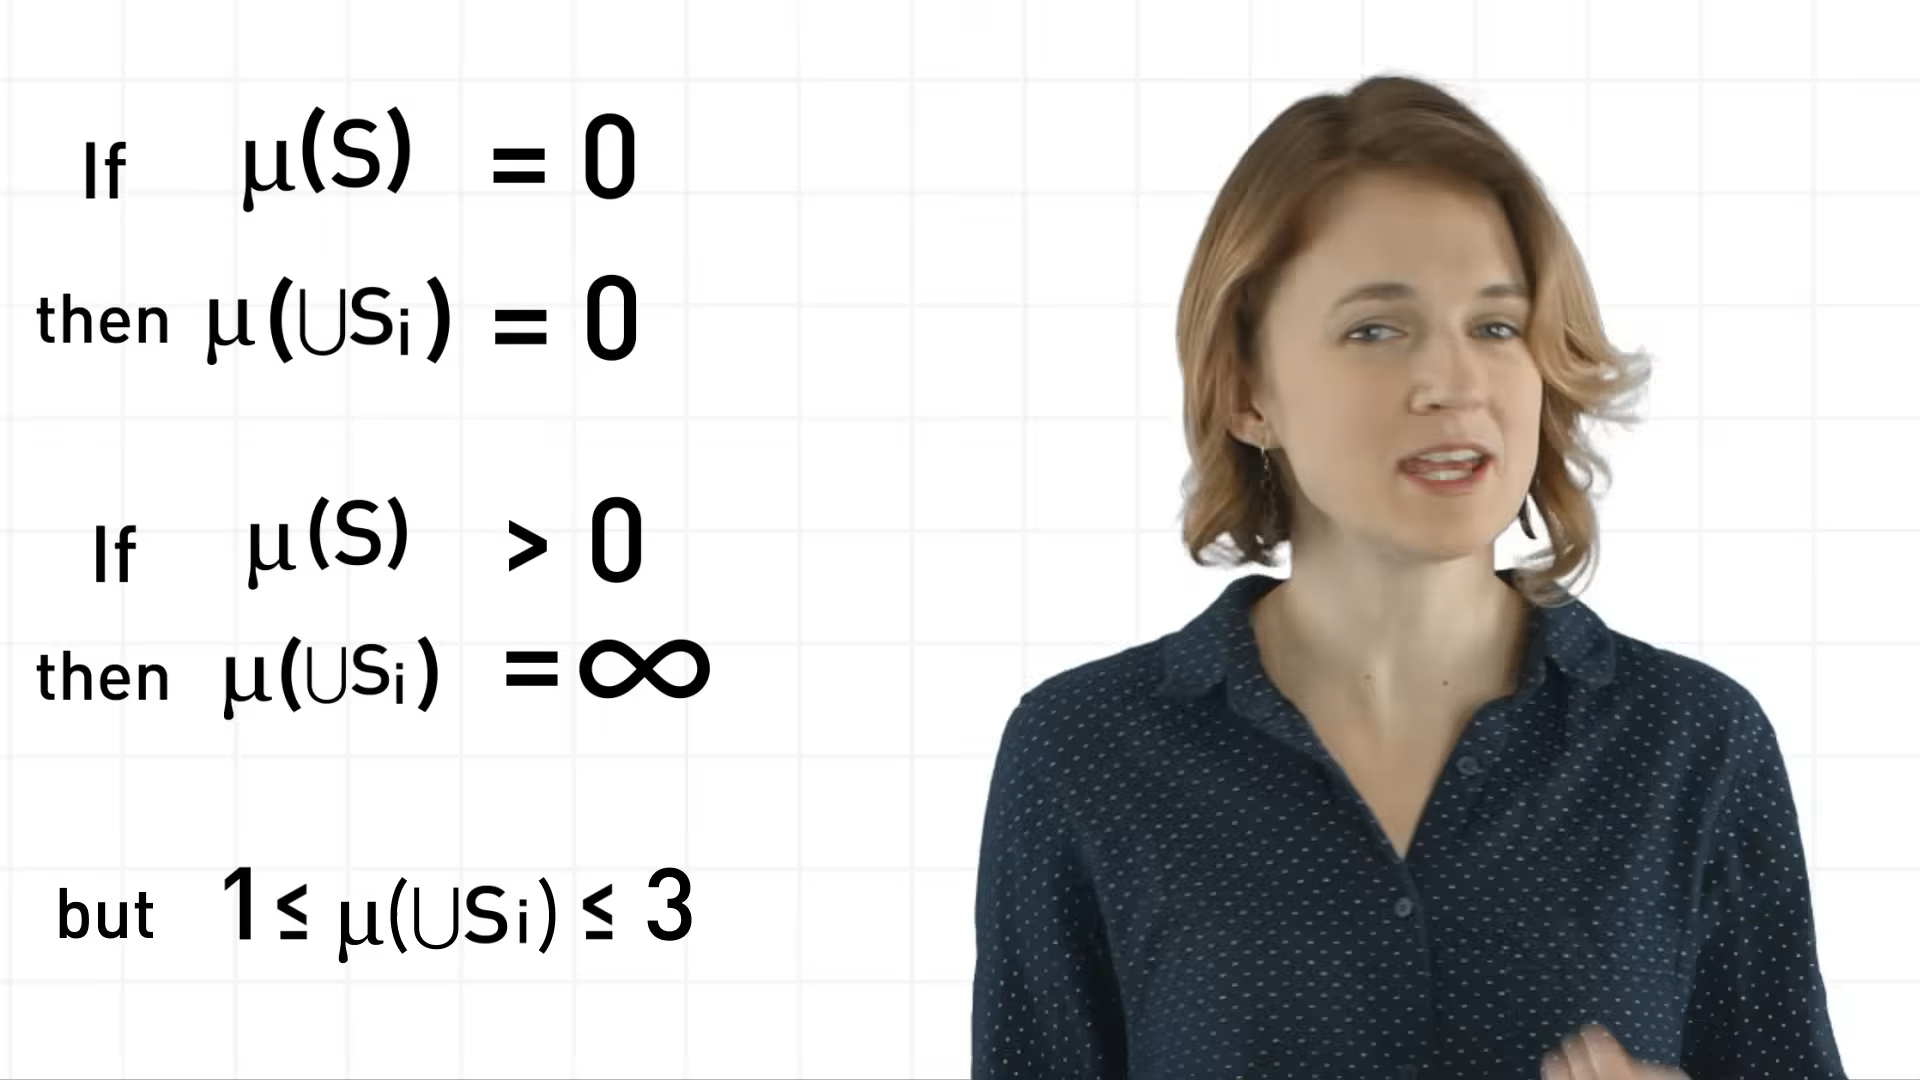 If μ(S) = 0
then μ(∪Si) = 0
If μ(S) > 0
then μ(∪Si) = ∞
but 1 ≤ μ(∪Si) ≤ 3